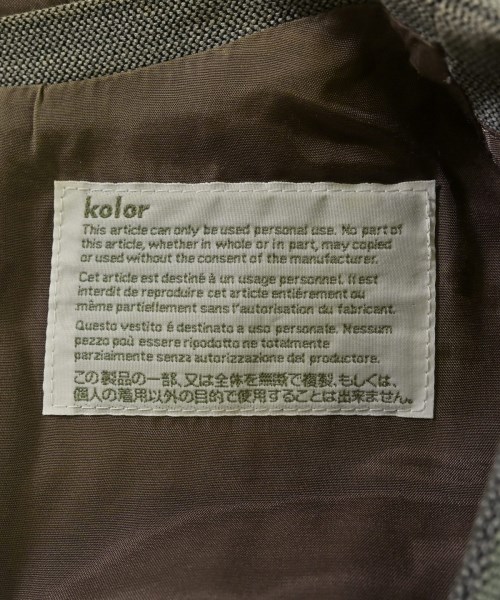 kolor
This article can only be used personal use. No part of
this article, whether in whole or in part, may copied
or used without the consent of the manufacturer.
Cet article est destiné à un usage personnel. Il est
interdit de reproduire cet article entiérement ou
même partiellement sans l'autorisation du fabricant.
Questo vestito é destinato a uso personale. Messum
pezzo poù essere ripodotto ne totalmente
parziaimente senza autorizzazione del produttore.
この製品の一部、又は全体を無断で複製、もしくは、
個人の着用以外の目的で使用することは出来ません。